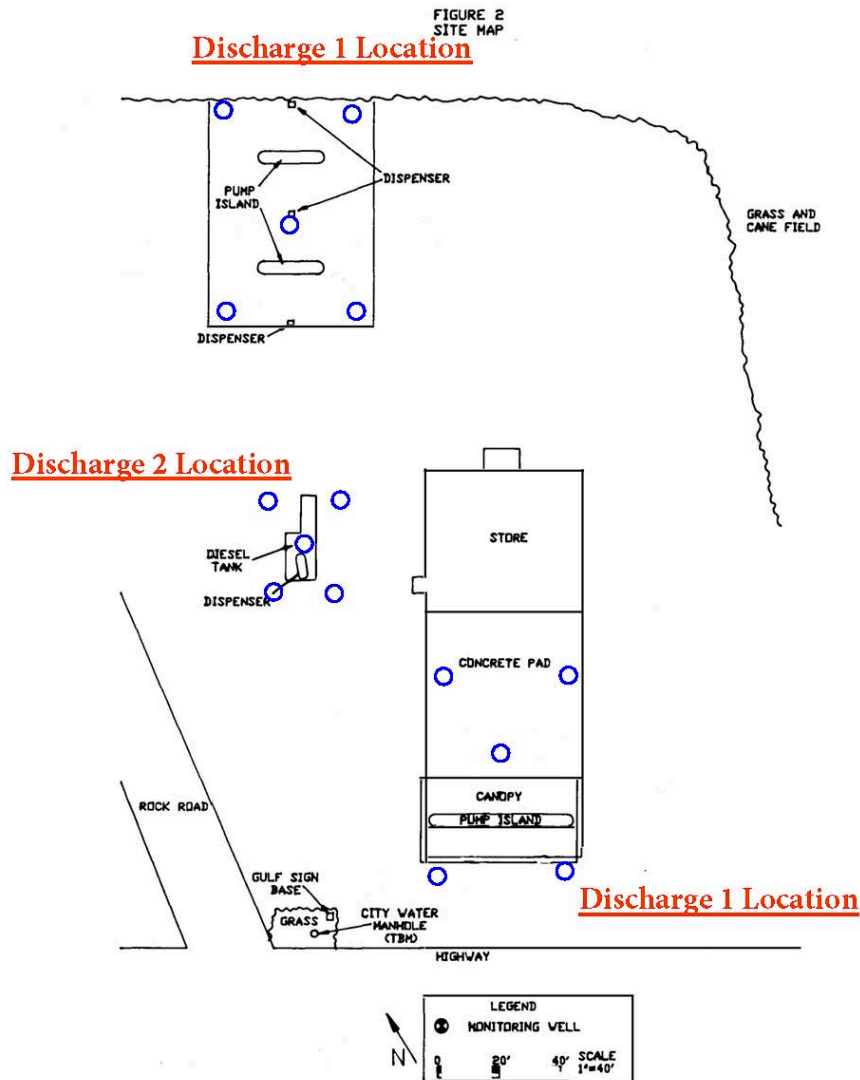 FIGURE 2
SITE MAP
Discharge 1 Location
DISPENSER
PUMP
ISLAND
GRASS AND
CANE FIELD
DISPENSER
Discharge 2 Location
STORE
DIESEL
TANK
DISPENSER
CONCRETE PAD
CANOPY
ROCK ROAD
PUMP ISLAND
GULF SIGN
BASE
Discharge 1 Location
GRASS
CITY WATER
MANHOLE
(TBM)
HIGHWAY
LEGEND
MONITORING WELL
N
0 20' 40' SCALE
1"=40'